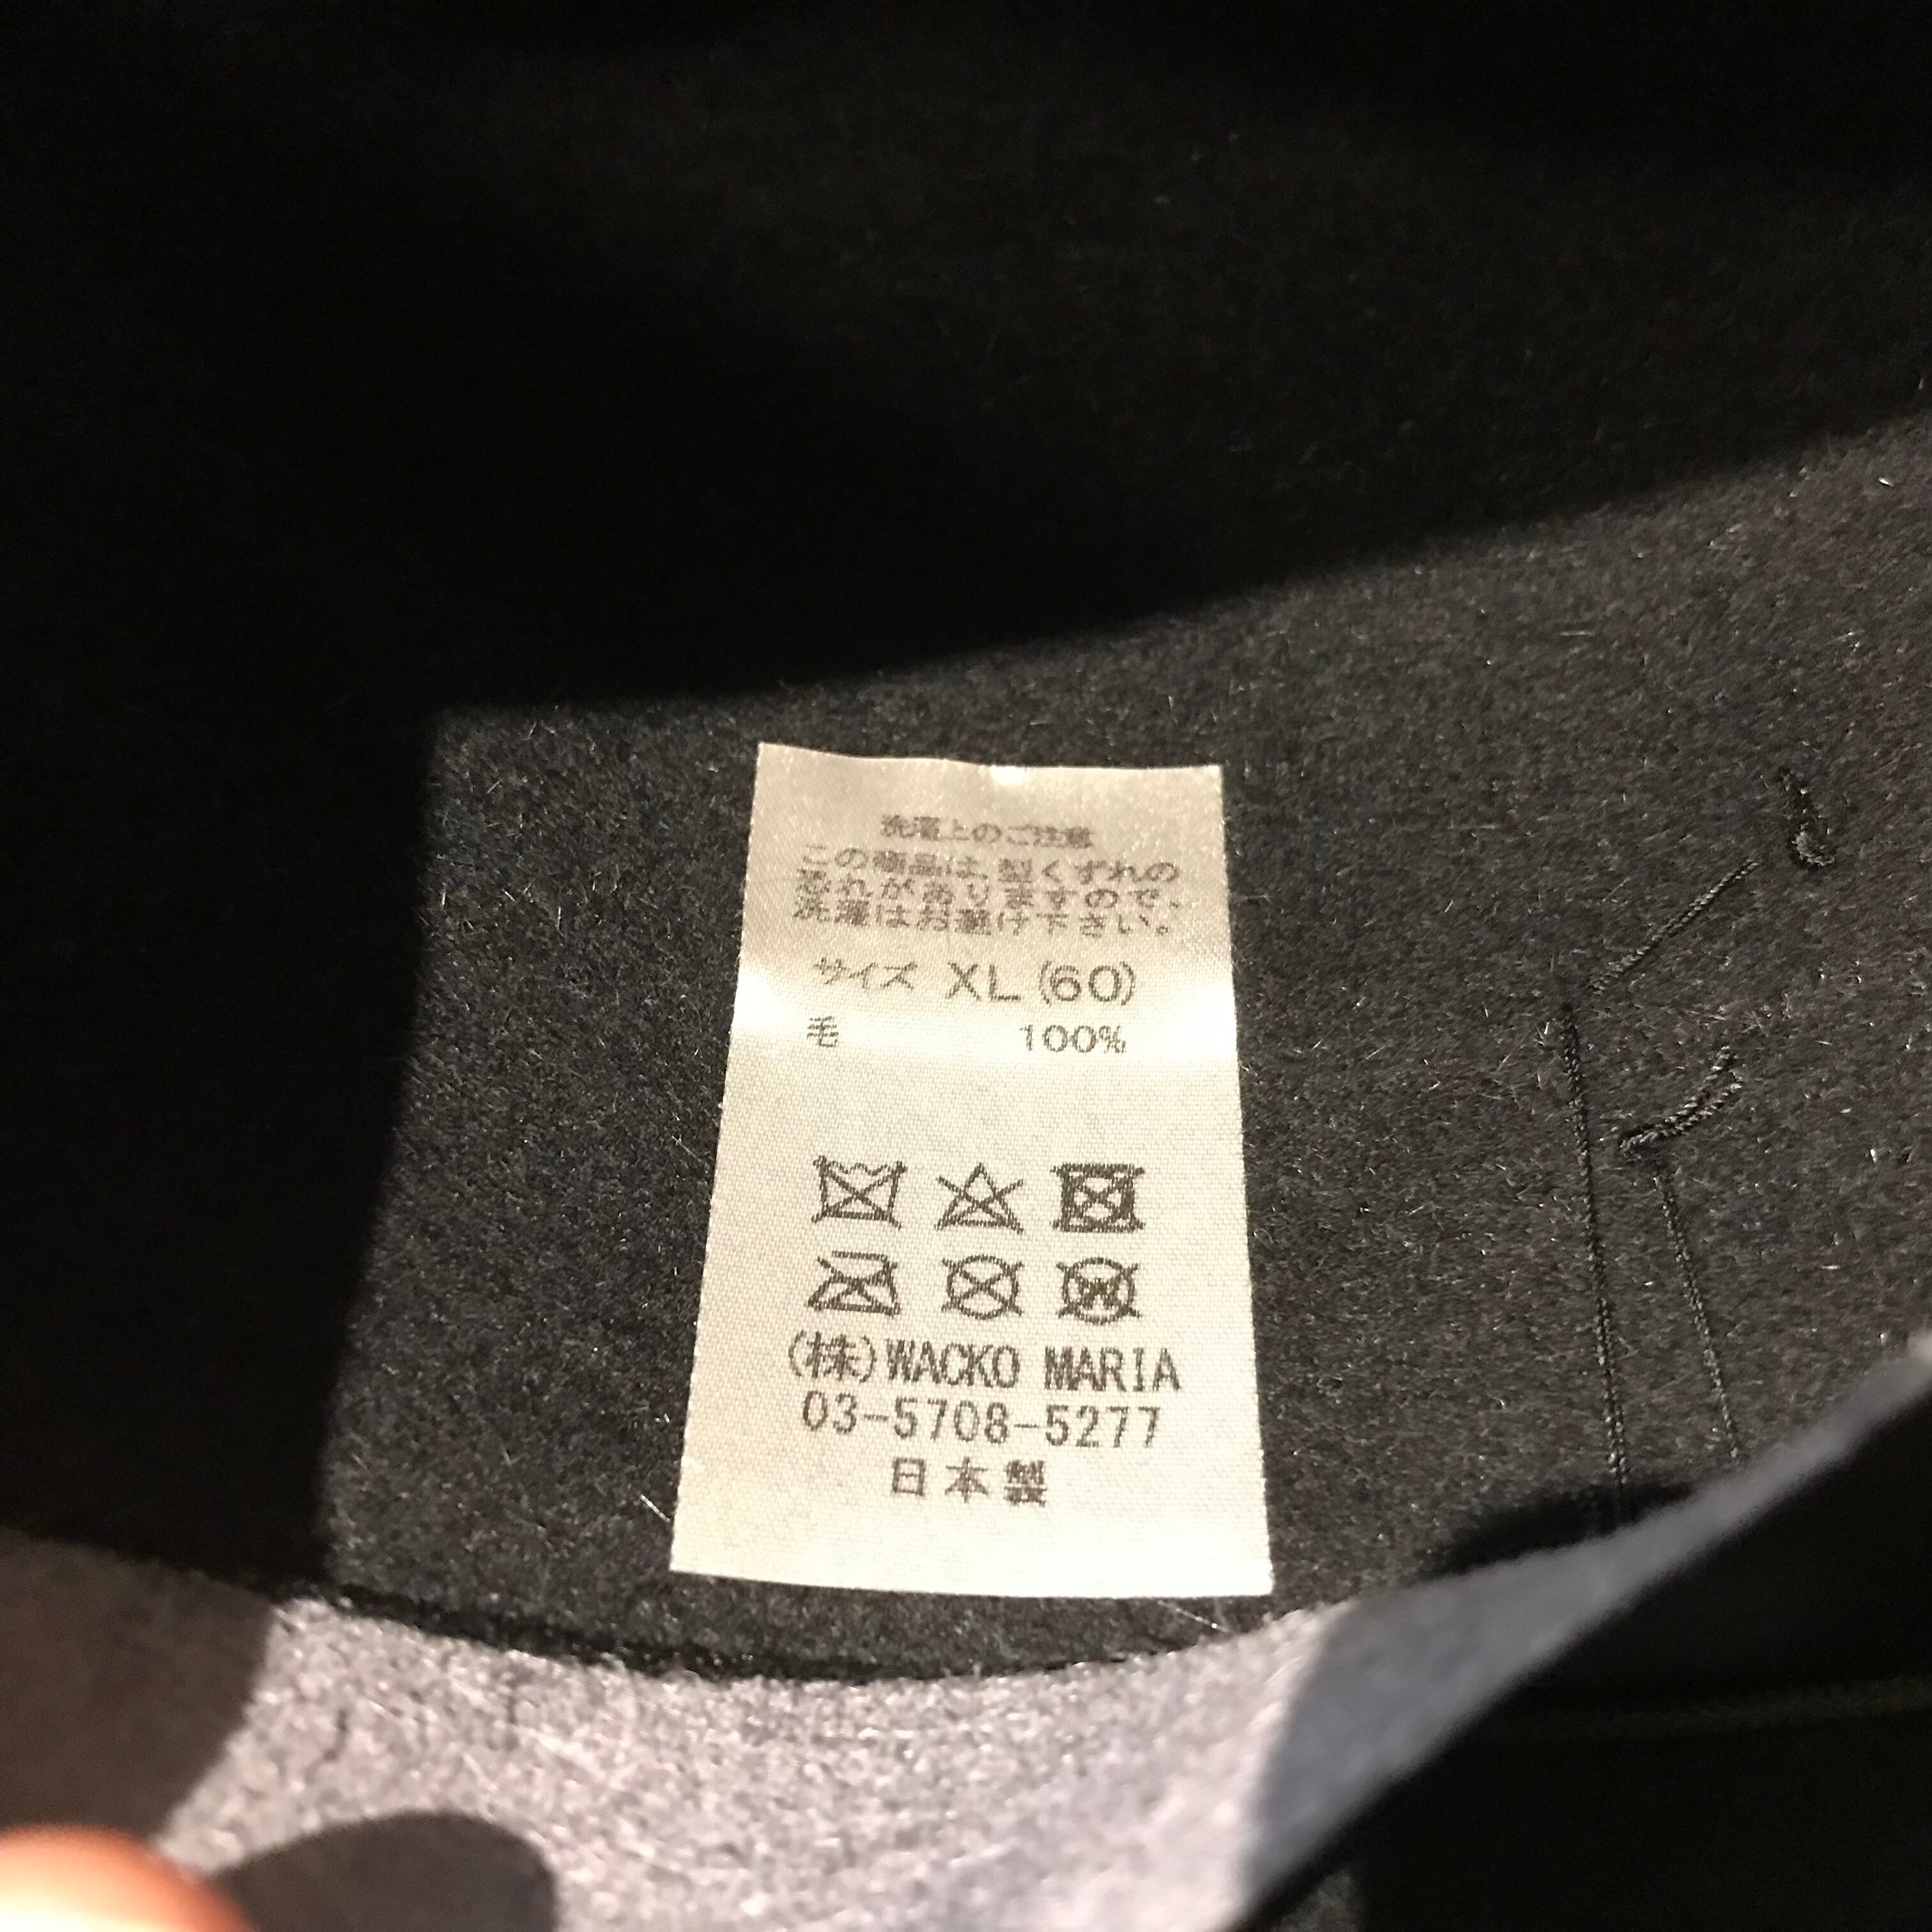 洗濯上のご注意
この商品は、型くずれの
恐れがありますので、
洗濯はお避け下さい。
サイズ XL (60)
毛 100%
(株)WACKO MARIA
03-5708-5277
日本製